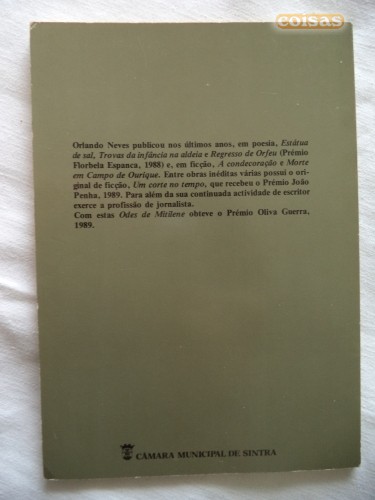 coisas
Orlando Neves publicou nos últimos anos, em poesia, Estátua
de sal, Trovas da infância na aldeia e Regresso de Orfeu (Prémio
Florbela Espanca, 1988) e, em ficção, A condecoração e Morte
em Campo de Ourique. Entre obras inéditas várias possui o ori-
ginal de ficção, Um corte no tempo, que recebeu o Prémio João
Penha, 1989. Para além da sua continuada actividade de escritor
exerce a profissão de jornalista.
Com estas Odes de Mitilene obteve o Prémio Oliva Guerra,
1989.
CÂMARA MUNICIPAL DE SINTRA